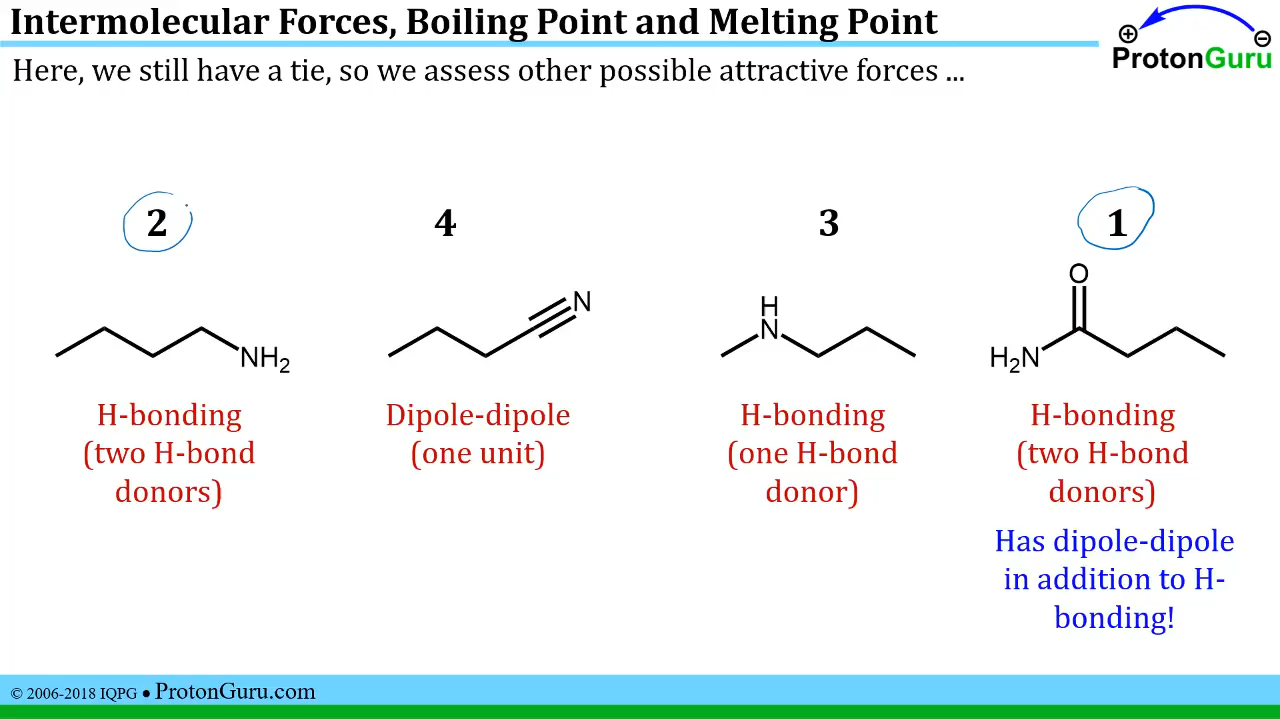 Intermolecular Forces, Boiling Point and Melting Point
ProtonGuru
Here, we still have a tie, so we assess other possible attractive forces ...
2 4 3 1
NH2
N
H
N
O
H2N
H-bonding
(two H-bond
donors)
Dipole-dipole
(one unit)
H-bonding
(one H-bond
donor)
H-bonding
(two H-bond
donors)
Has dipole-dipole
in addition to H-
bonding!
© 2006-2018 IQPG ● ProtonGuru.com